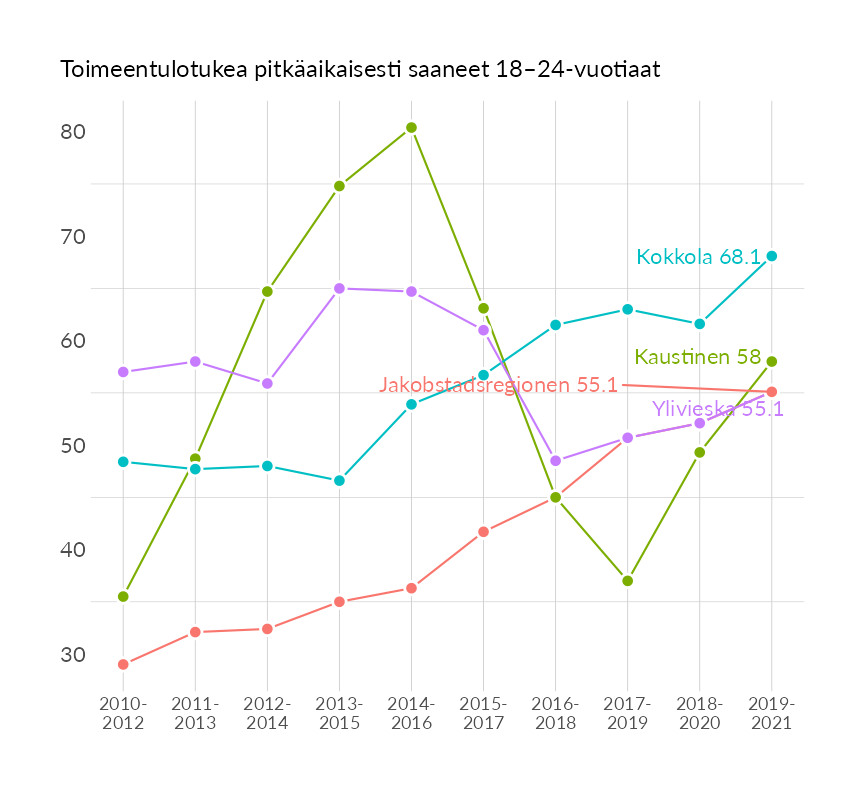 Toimeentulotukea pitkäaikaisesti saaneet 18–24-vuotiaat
80
70
60
50
40
30
Kokkola 68.1
Kaustinen 58
Jakobstadsregionen 55.1
Ylivieska 55.1
2010- 2011- 2012- 2013- 2014- 2015- 2016- 2017- 2018- 2019-
2012 2013 2014 2015 2016 2017 2018 2019 2020 2021